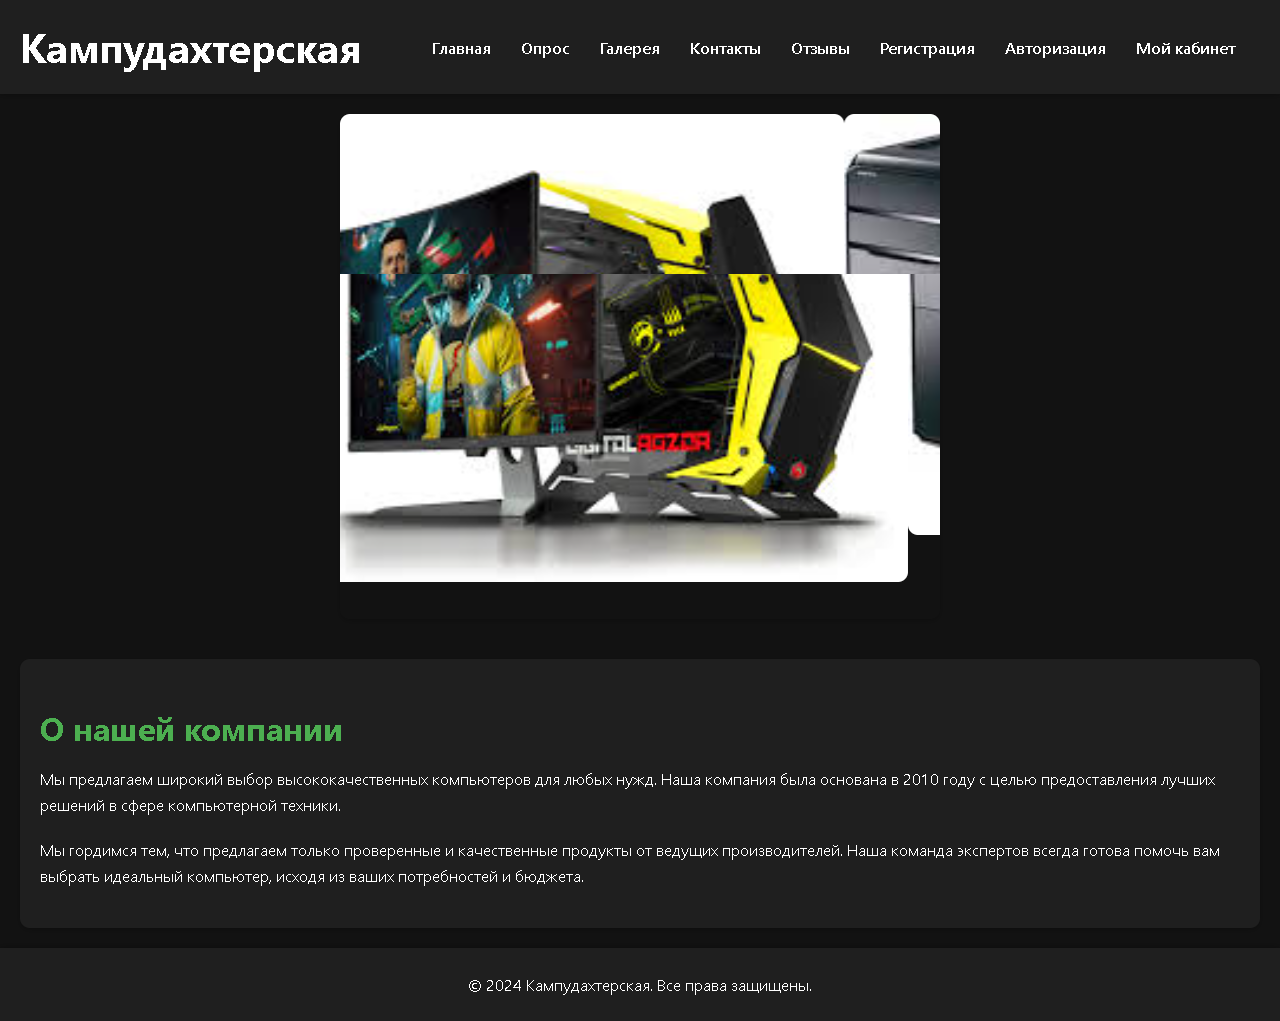 Кампудахтерская
Главная Опрос Галерея Контакты Отзывы Регистрация Авторизация Мой кабинет
О нашей компании
Мы предлагаем широкий выбор высококачественных компьютеров для любых нужд. Наша компания была основана в 2010 году с целью предоставления лучших
решений в сфере компьютерной техники.
Мы гордимся тем, что предлагаем только проверенные и качественные продукты от ведущих производителей. Наша команда экспертов всегда готова помочь вам
выбрать идеальный компьютер, исходя из ваших потребностей и бюджета.
© 2024 Кампудахтерская. Все права защищены.